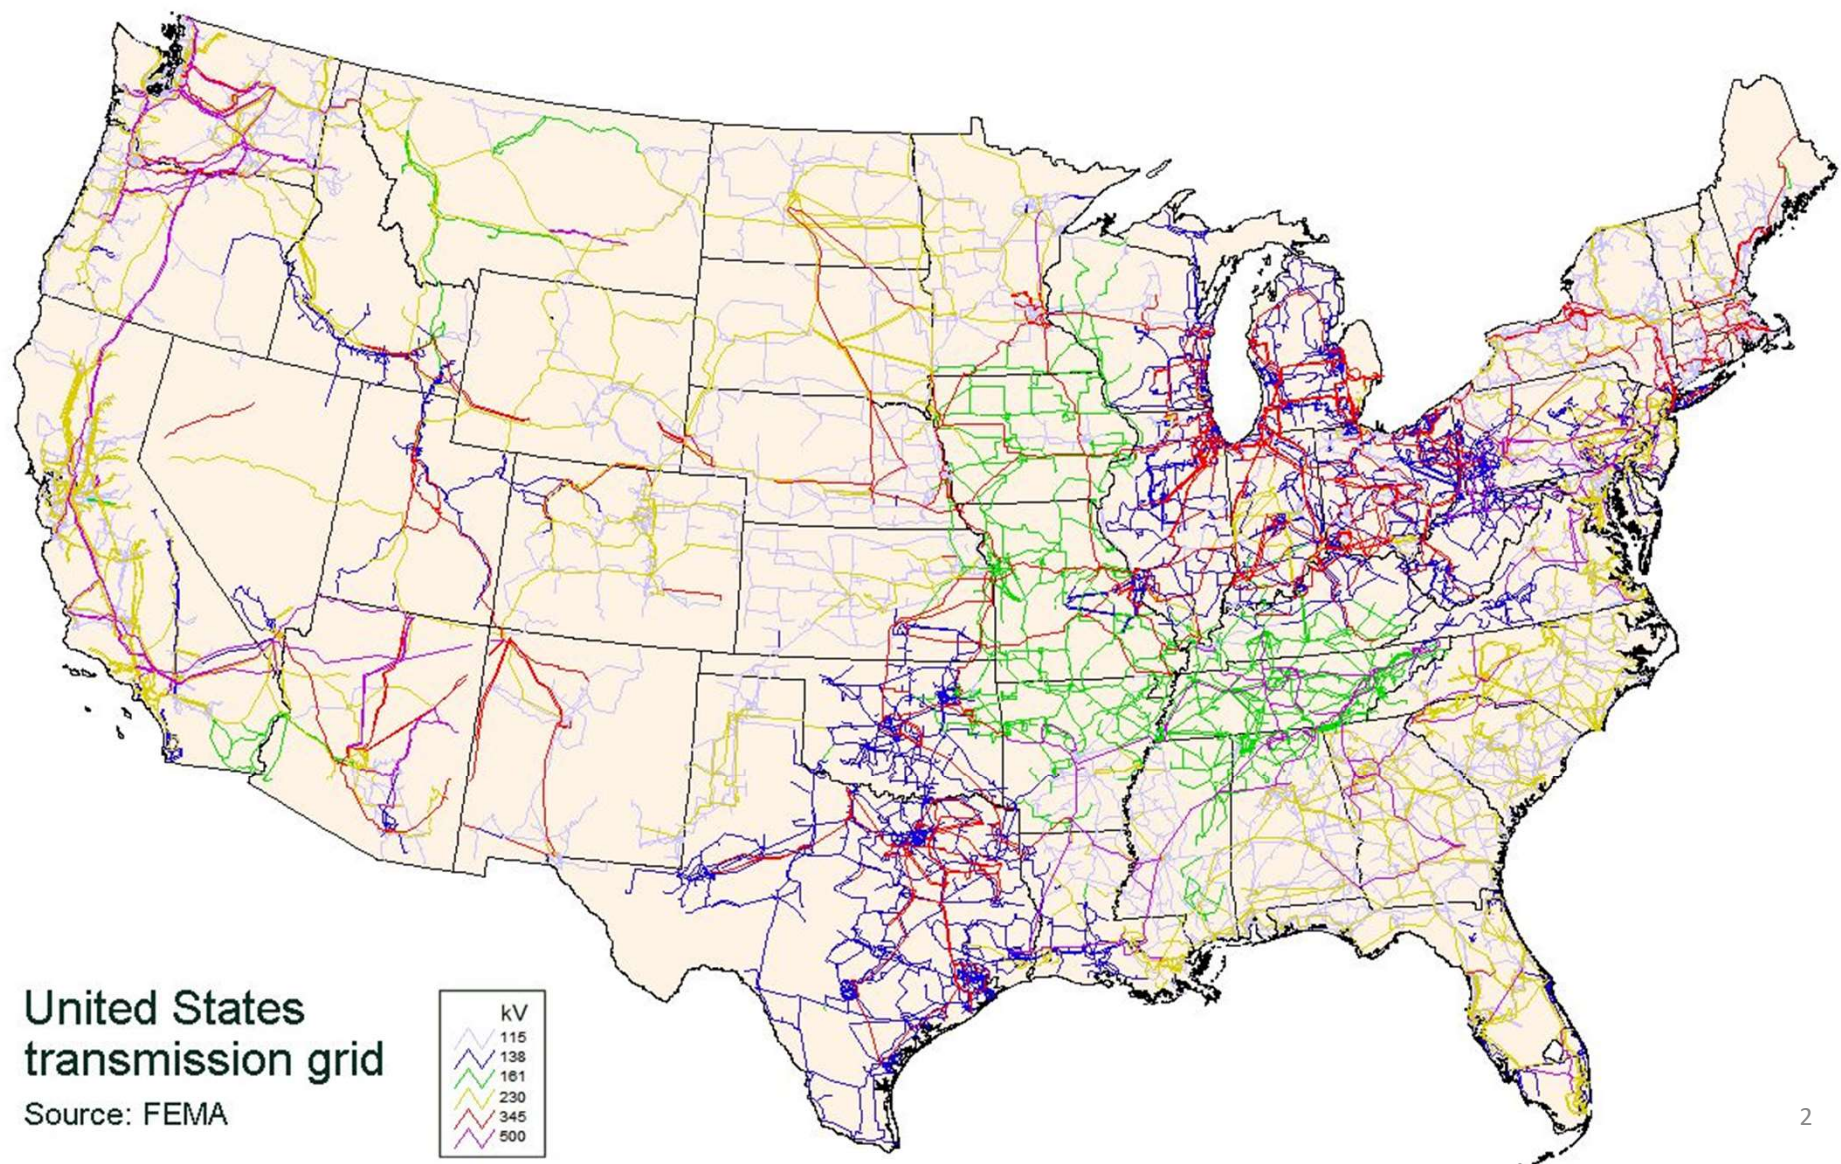 United States
transmission grid
Source: FEMA
kV
115
138
161
230
345
500
2